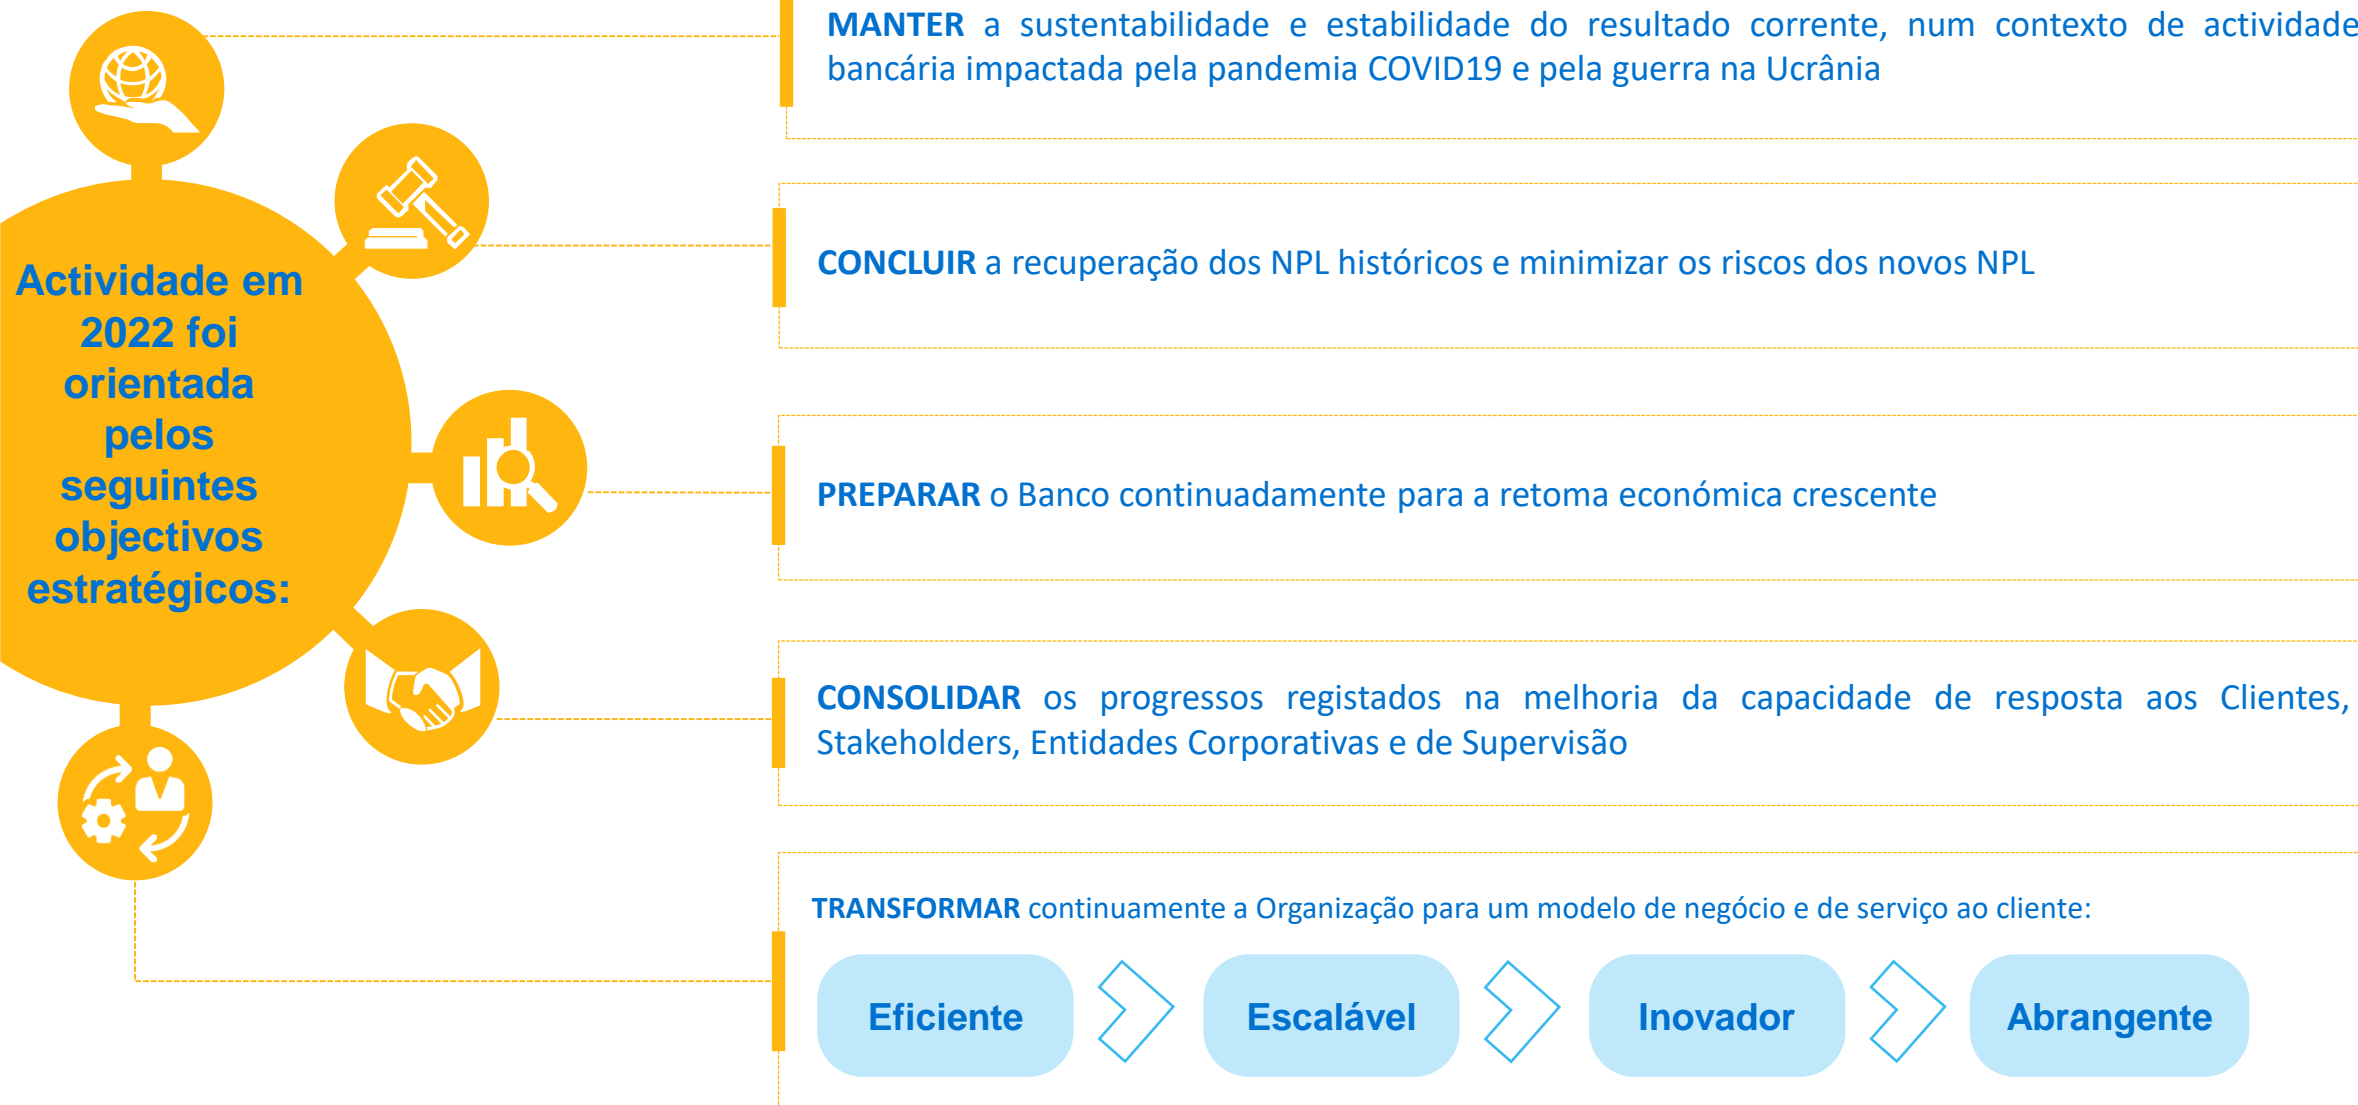 Actividade em
2022 foi
orientada
pelos
seguintes
objectivos
estratégicos:
MANTER a sustentabilidade e estabilidade do resultado corrente, num contexto de actividade
bancária impactada pela pandemia COVID19 e pela guerra na Ucrânia
CONCLUIR a recuperação dos NPL históricos e minimizar os riscos dos novos NPL
PREPARAR o Banco continuadamente para a retoma económica crescente
CONSOLIDAR os progressos registados na melhoria da capacidade de resposta aos Clientes,
Stakeholders, Entidades Corporativas e de Supervisão
TRANSFORMAR continuamente a Organização para um modelo de negócio e de serviço ao cliente:
Eficiente
Escalável
Inovador
Abrangente